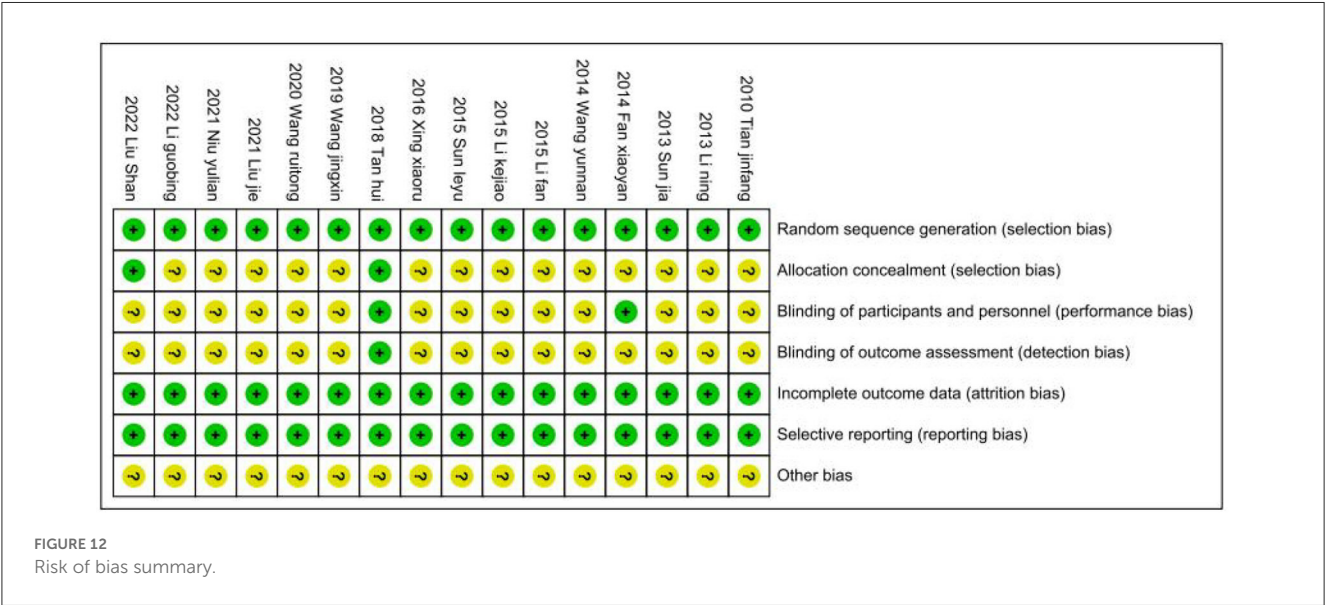 2022 Liu Shan
2022 Li guobing
2021 Niu yulian
2021 Liu jie
2020 Wang ruitong
2019 Wang jingxin
2018 Tan hui
2016 Xing xiaoru
2015 Sun leyu
2015 Li kejiao
2015 Li fan
2014 Wang yunnan
2014 Fan xiaoyan
2013 Sun jia
2013 Li ning
2010 Tian jinfang
+ + + + + + + + + + + + + + + + Random sequence generation (selection bias)
+ ? ? ? ? ? + ? ? ? ? ? ? ? ? ? Allocation concealment (selection bias)
? ? ? ? ? ? + ? ? ? ? ? + ? ? ? Blinding of participants and personnel (performance bias)
? ? ? ? ? ? + ? ? ? ? ? ? ? ? ? Blinding of outcome assessment (detection bias)
+ + + + + + + + + + + + + + + + Incomplete outcome data (attrition bias)
+ + + + + + + + + + + + + + + + Selective reporting (reporting bias)
? ? ? ? ? ? ? ? ? ? ? ? ? ? ? ? Other bias
FIGURE 12
Risk of bias summary.